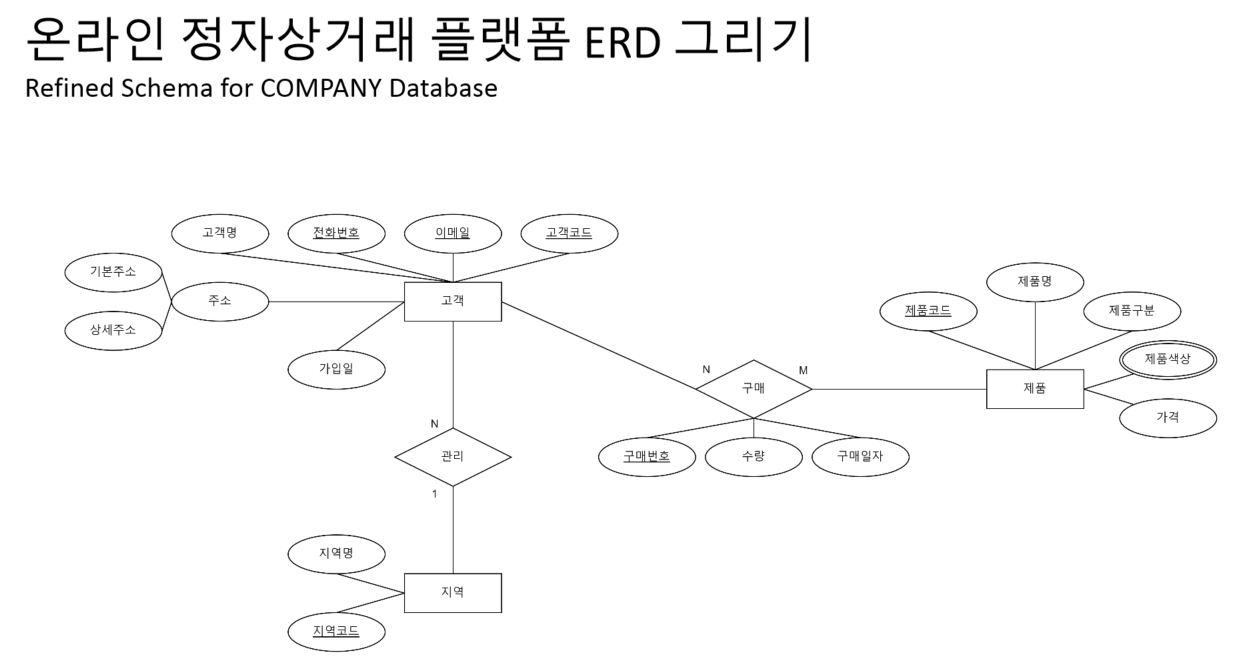 온라인 정자상거래 플랫폼 ERD 그리기
Refined Schema for COMPANY Database
고객명
전화번호
이메일
고객코드
기본주소
주소
고객
상세주소
가입일
제품명
제품코드
제품구분
제품색상
제품
가격
N
M
구매
구매번호
수량
구매일자
N
관리
1
지역명
지역
지역코드